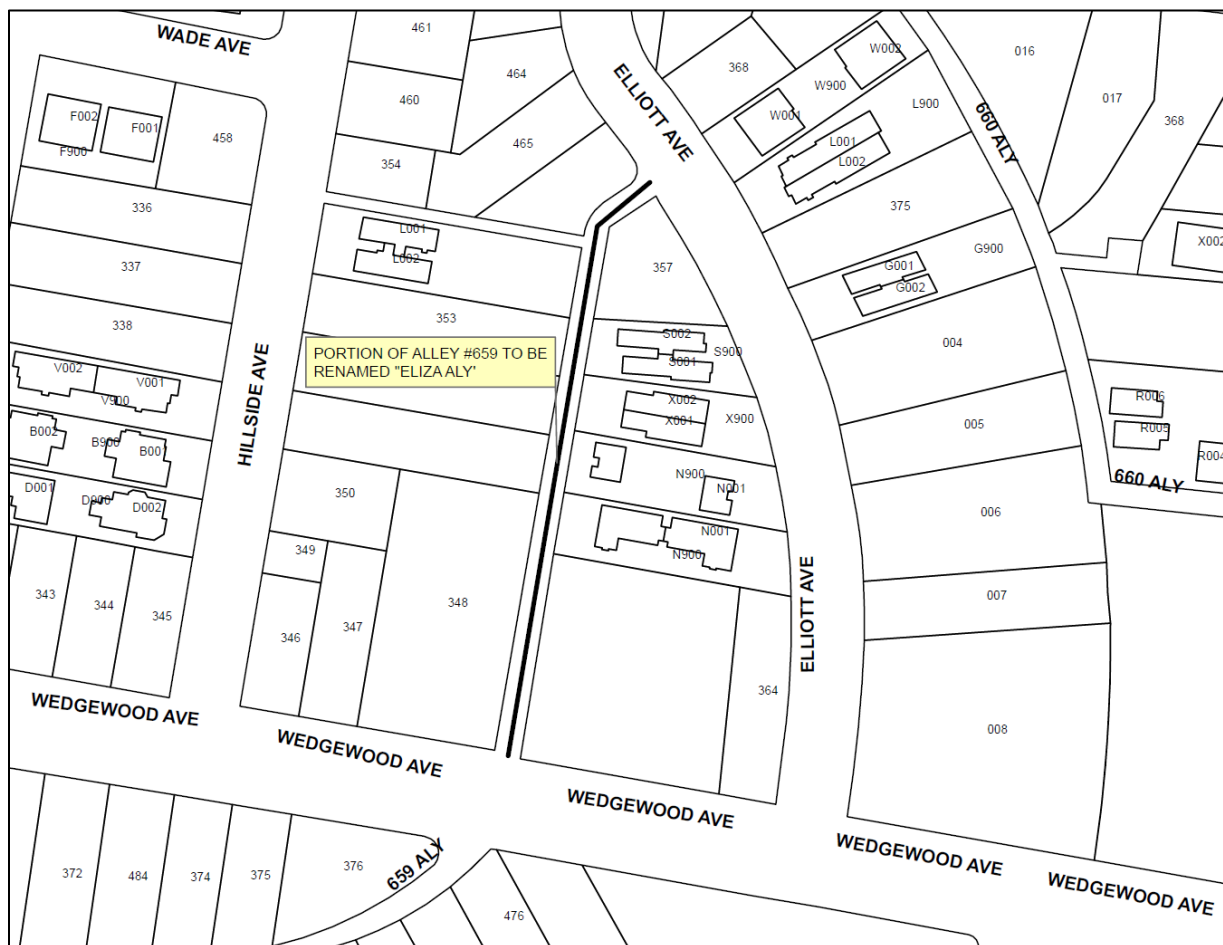 WADE AVE
461
464
460
465
354
ELLIOTT AVE
368
W002
W900
W001
L900
L001
L002
660 ALY
016
017
368
F002
F001
F900
458
336
337
338
L001
L002
353
375
G900
G001
G002
X002
357
S002
S900
S001
X002
X900
X001
PORTION OF ALLEY #659 TO BE
RENAMED "ELIZA ALY'
HILLSIDE AVE
V002
V001
V900
B002
B900
B001
D001
D900
D002
350
349
348
347
346
343
344
345
N900
N001
N001
N900
004
005
006
007
008
R006
R005
R004
660 ALY
ELLIOTT AVE
364
WEDGEWOOD AVE
WEDGEWOOD AVE
WEDGEWOOD AVE
WEDGEWOOD AVE
WEDGEWOOD AVE
372
484
374
375
376
659 ALY
476